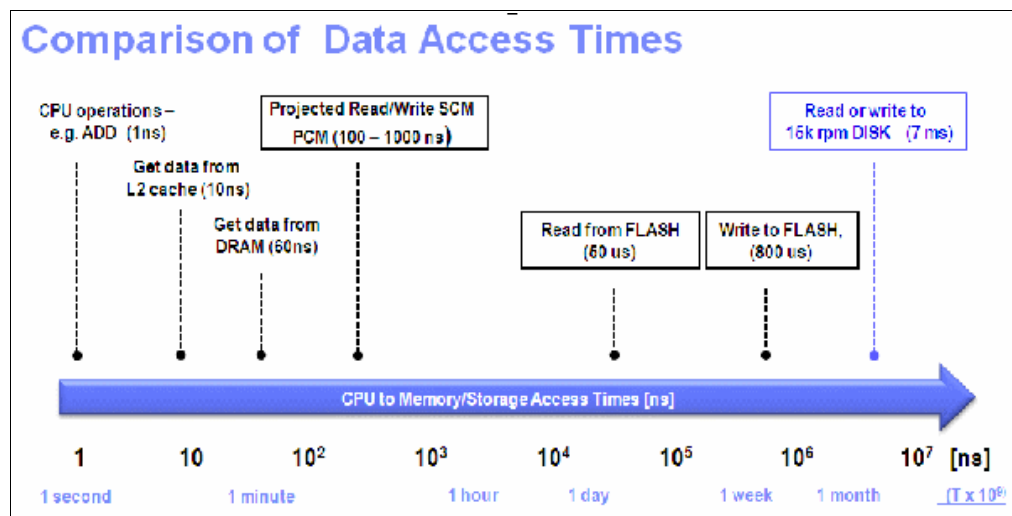 Comparison of Data Access Times
CPU operations –
e.g. ADD (1ns)
Get data from
L2 cache (10ns)
Get data from
DRAM (60ns)
Projected Read/Write SCM
PCM (100 – 1000 ns)
Read from FLASH
(50 us)
Write to FLASH,
(800 us)
Read or write to
15k rpm DISK (7 ms)
CPU to Memory/Storage Access Times [ns]
1 10 10² 10³ 10⁴ 10⁵ 10⁶ 10⁷ [ns]
1 second 1 minute 1 hour 1 day 1 week 1 month (T x 10⁹)